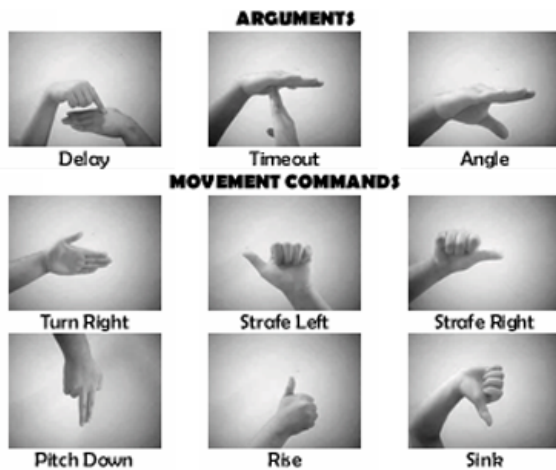 ARGUMENTS
Delay Timeout Angle
MOVEMENT COMMANDS
Turn Right Strafe Left Strafe Right
Pitch Down Rise Sink